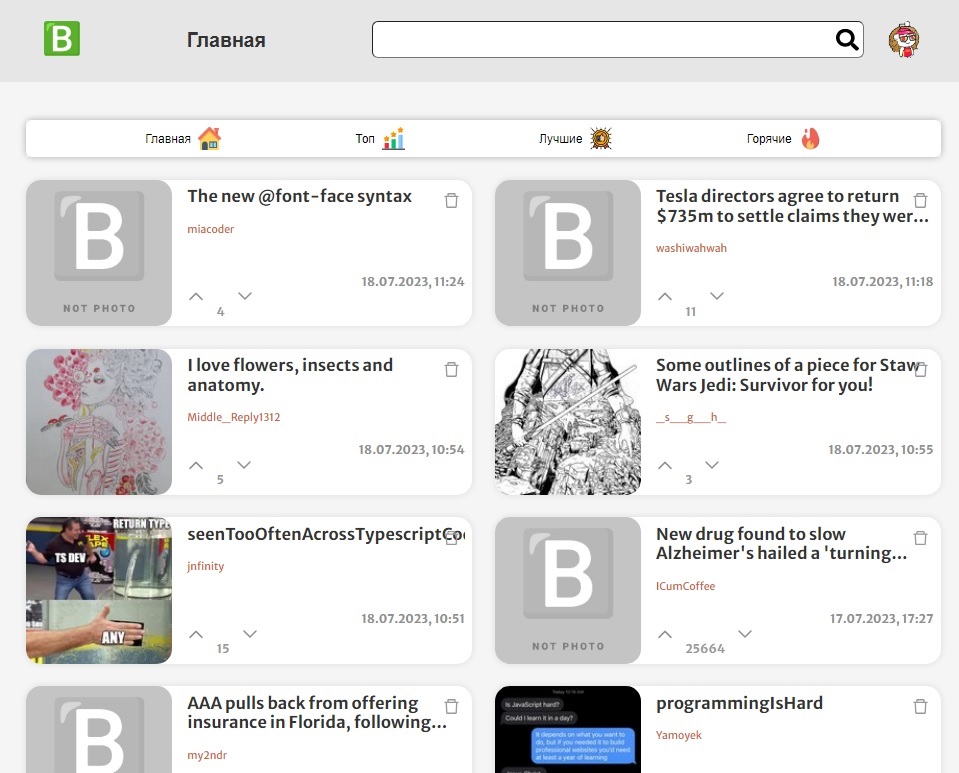 B
Главная
Главная
Топ
Лучшие
Горячие
B
NOT PHOTO
The new @font-face syntax
miacoder
18.07.2023, 11:24
4
B
NOT PHOTO
Tesla directors agree to return
$735m to settle claims they wer...
washiwahwah
18.07.2023, 11:18
11
I love flowers, insects and
anatomy.
Middle_Reply1312
18.07.2023, 10:54
5
Some outlines of a piece for Staw
Wars Jedi: Survivor for you!
__s___g___h__
18.07.2023, 10:55
3
RETURN TYPE
FLEX
TS DEV
ANY
seenTooOftenAcrossTypescriptCo
jnfinity
18.07.2023, 10:51
15
B
NOT PHOTO
New drug found to slow
Alzheimer's hailed a 'turning...
ICumCoffee
17.07.2023, 17:27
25664
B
AAA pulls back from offering
insurance in Florida, following...
my2ndr
Today 10:16 AM
Is JavaScript hard?
Could I learn it in a day?
It depends on what you want to
do, but if you needed it to build
professional websites you'd need
at least a year of learning
programmingIsHard
Yamoyek